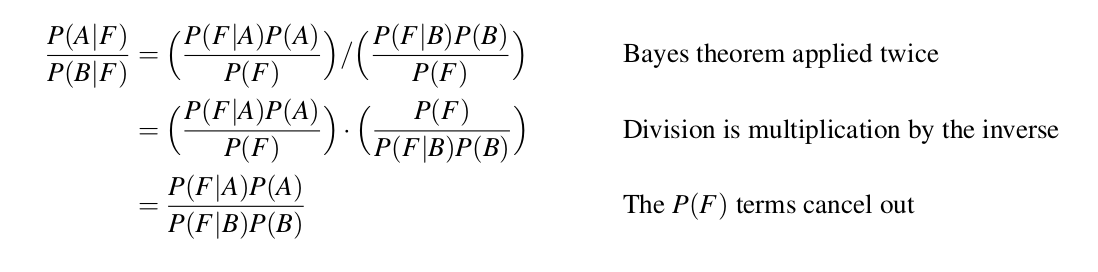 P(A|F)/P(B|F) = (P(F|A)P(A)/P(F)) / (P(F|B)P(B)/P(F)) Bayes theorem applied twice
= (P(F|A)P(A)/P(F)) · (P(F)/P(F|B)P(B)) Division is multiplication by the inverse
= P(F|A)P(A)/P(F|B)P(B) The P(F) terms cancel out